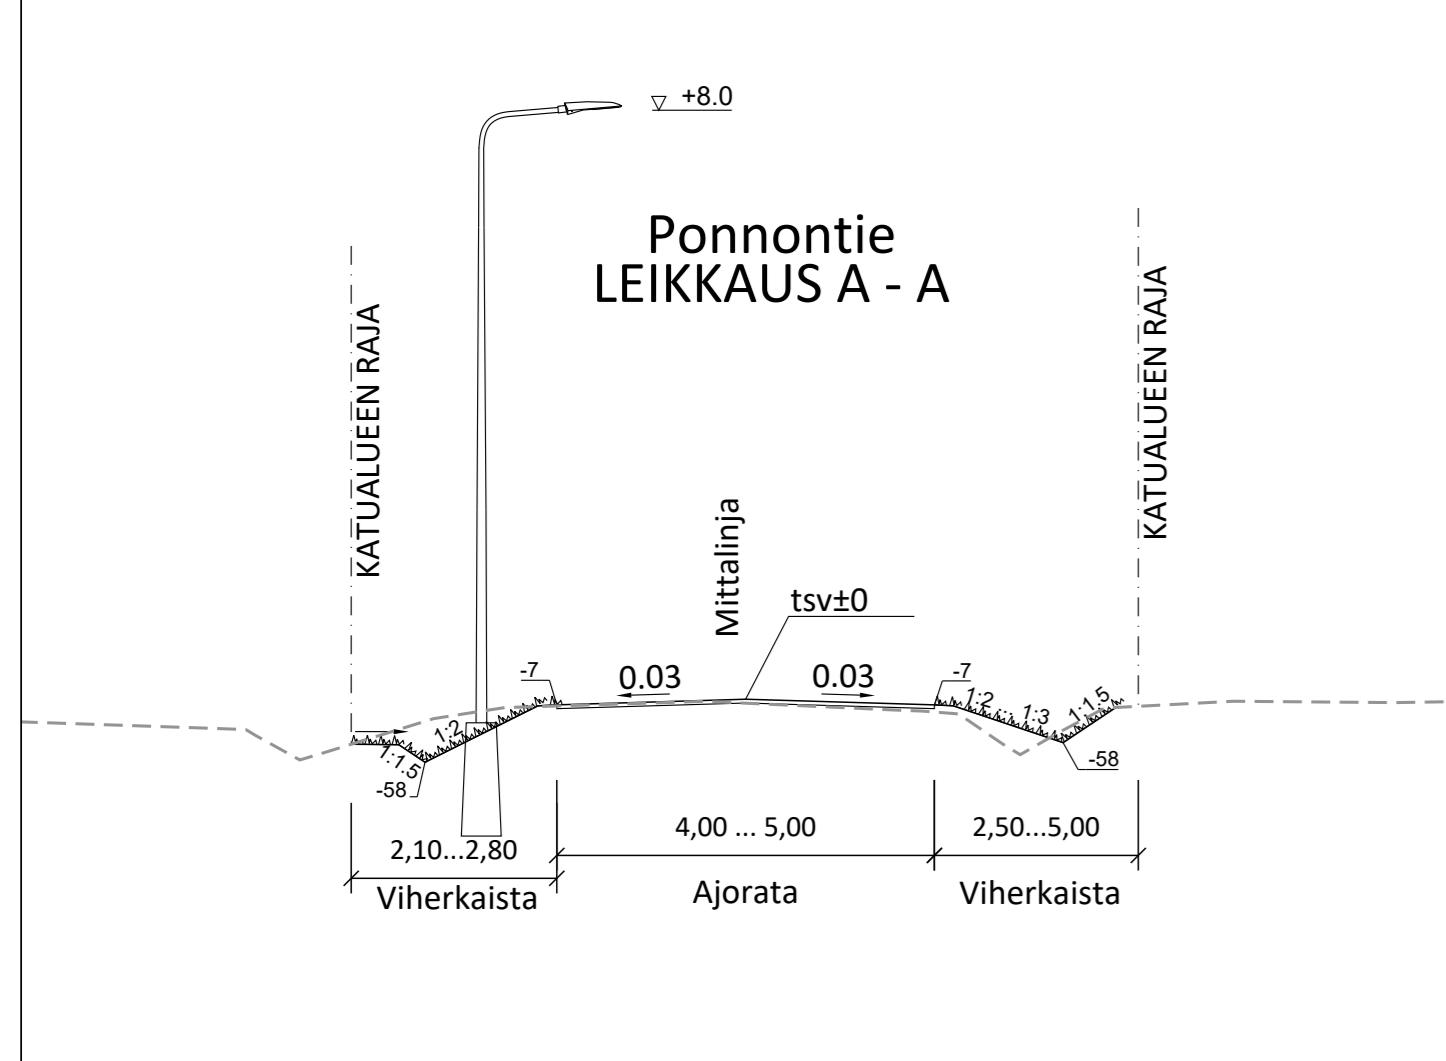 +8.0
Ponnontie
LEIKKAUS A - A
KATUALUEEN RAJA
KATUALUEEN RAJA
Mittalinja
tsv±0
-7
0.03
0.03
-7
1:2
1:1.5
-58
1:2 ... 1:3
1:1.5
-58
2,10...2,80
4,00 ... 5,00
2,50...5,00
Viherkaista
Ajorata
Viherkaista